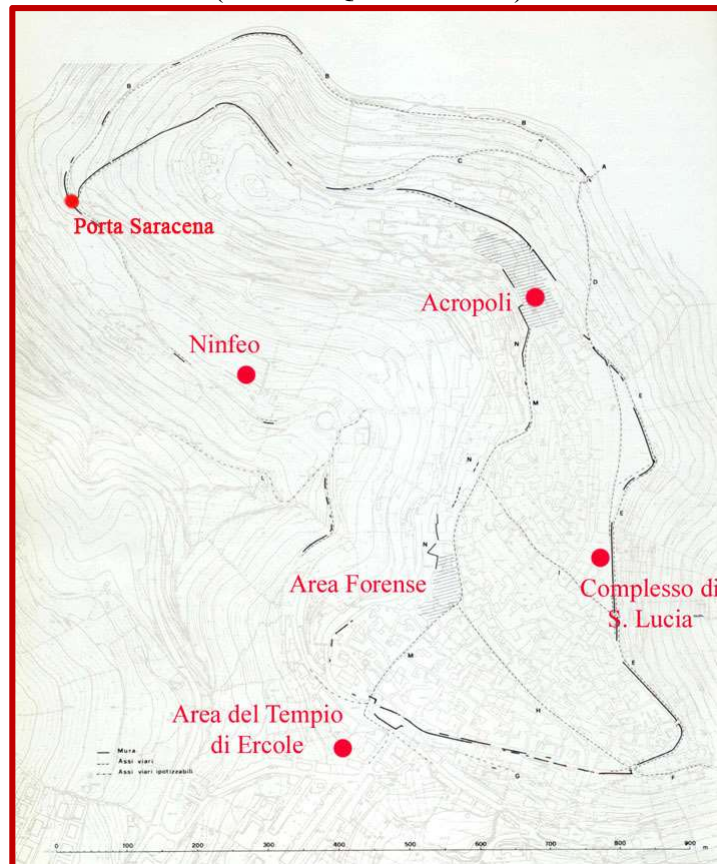 B
B
B
A
C
Porta Saracena
D
Acropoli
Ninfeo
N
M
E
N
L
E
N
Area Forense
I
Complesso di
S. Lucia
E
M
Area del Tempio
di Ercole
H
G
F
Mura
Assi viari
Assi viari ipotizzabili
0 100 200 300 400 500 600 700 800 900 m